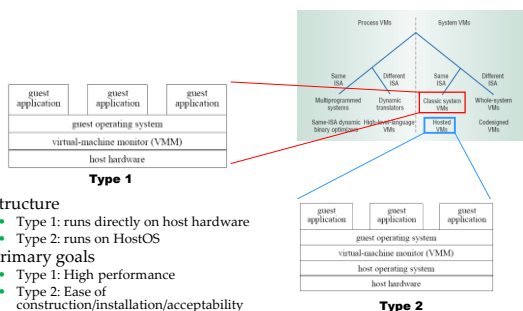 Process VMs System VMs
Same ISA Different ISA Same ISA Different ISA
Multiprogrammed systems Dynamic translators Classic system VMs Whole-system VMs
Same-ISA dynamic binary optimizers High-level-language VMs Hosted VMs Codesigned VMs
guest application guest application guest application
guest operating system
virtual-machine monitor (VMM)
host hardware
Type 1
tructure
• Type 1: runs directly on host hardware
• Type 2: runs on HostOS
rimary goals
• Type 1: High performance
• Type 2: Ease of
construction/installation/acceptability
guest application guest application guest application
guest operating system
virtual-machine monitor (VMM)
host operating system
host hardware
Type 2